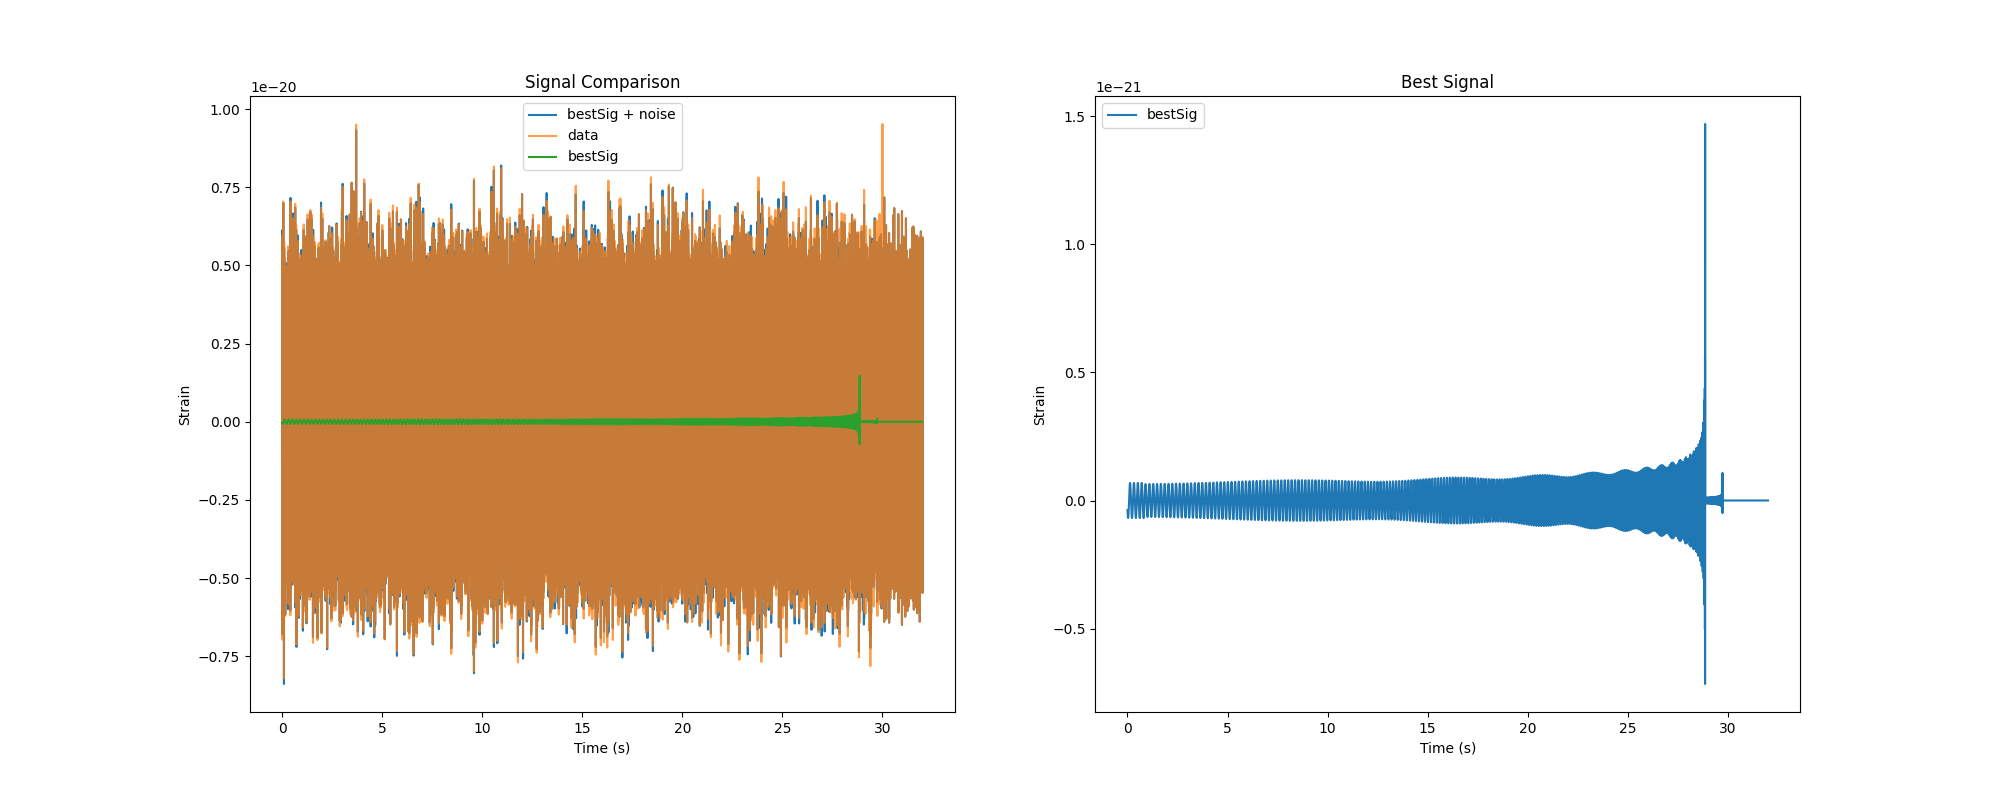 Signal Comparison
1e−20
bestSig + noise
data
bestSig
1.00
0.75
0.50
0.25
0.00
−0.25
−0.50
−0.75
Strain
0 5 10 15 20 25 30
Time (s)
Best Signal
1e−21
bestSig
1.5
1.0
0.5
0.0
−0.5
Strain
0 5 10 15 20 25 30
Time (s)